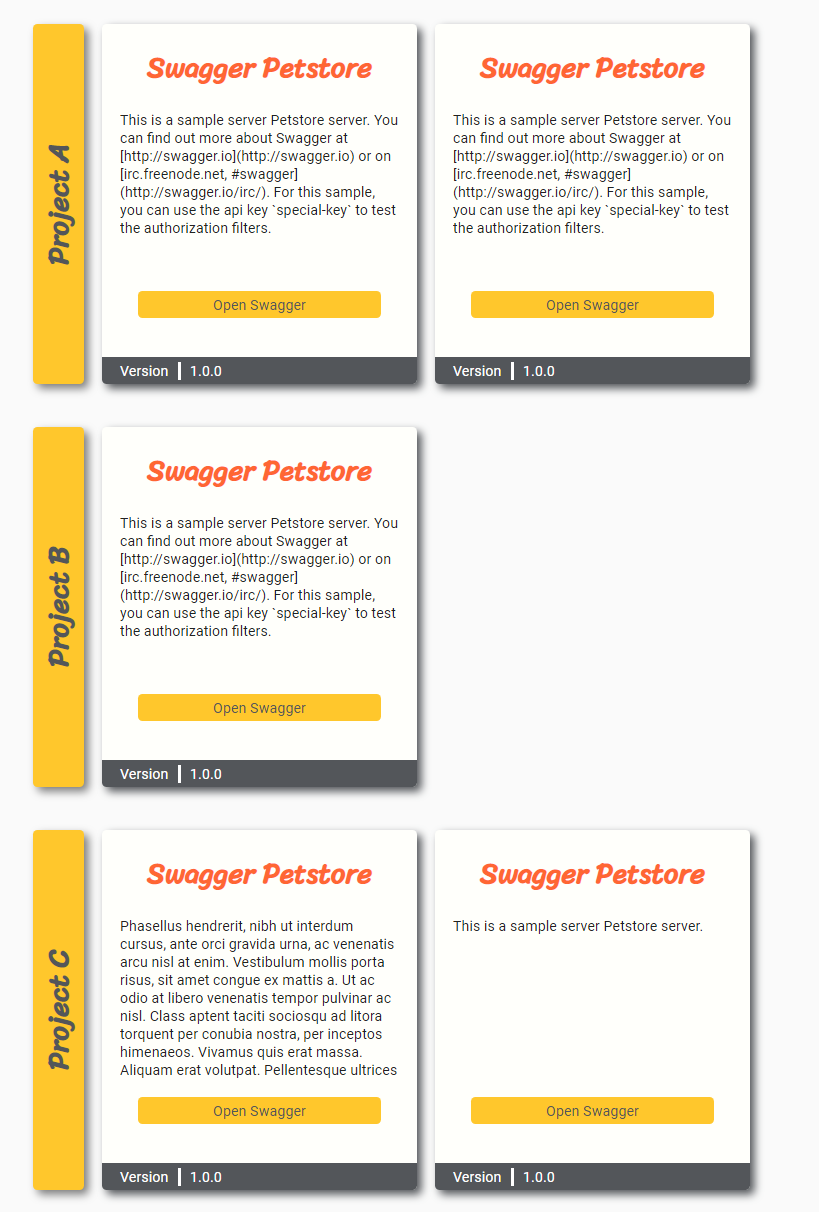 Project A
Swagger Petstore
This is a sample server Petstore server. You
can find out more about Swagger at
[http://swagger.io](http://swagger.io) or on
[irc.freenode.net, #swagger]
(http://swagger.io/irc/). For this sample,
you can use the api key `special-key` to test
the authorization filters.
Open Swagger
Version | 1.0.0
Swagger Petstore
This is a sample server Petstore server. You
can find out more about Swagger at
[http://swagger.io](http://swagger.io) or on
[irc.freenode.net, #swagger]
(http://swagger.io/irc/). For this sample,
you can use the api key `special-key` to test
the authorization filters.
Open Swagger
Version | 1.0.0
Project B
Swagger Petstore
This is a sample server Petstore server. You
can find out more about Swagger at
[http://swagger.io](http://swagger.io) or on
[irc.freenode.net, #swagger]
(http://swagger.io/irc/). For this sample,
you can use the api key `special-key` to test
the authorization filters.
Open Swagger
Version | 1.0.0
Project C
Swagger Petstore
Phasellus hendrerit, nibh ut interdum
cursus, ante orci gravida urna, ac venenatis
arcu nisl at enim. Vestibulum mollis porta
risus, sit amet congue ex mattis a. Ut ac
odio at libero venenatis tempor pulvinar ac
nisl. Class aptent taciti sociosqu ad litora
torquent per conubia nostra, per inceptos
himenaeos. Vivamus quis erat massa.
Aliquam erat volutpat. Pellentesque ultrices
Open Swagger
Version | 1.0.0
Swagger Petstore
This is a sample server Petstore server.
Open Swagger
Version | 1.0.0